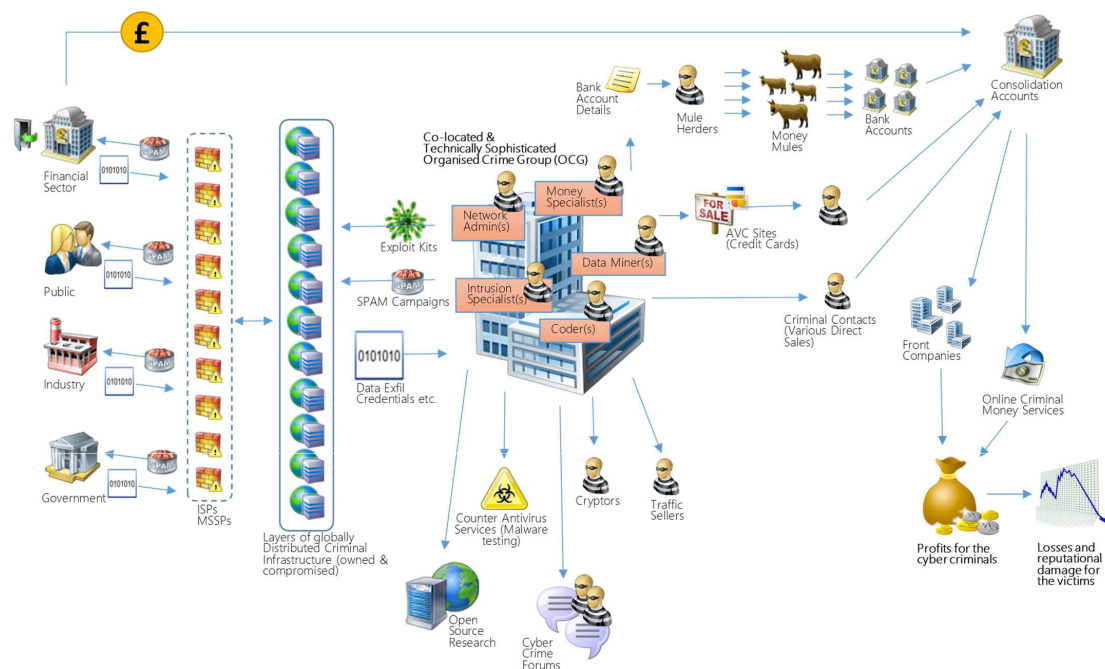 £
Financial
Sector
SPAM
0101010
Public
SPAM
0101010
Industry
SPAM
0101010
Government
SPAM
0101010
ISPs
MSSPs
Layers of globally
Distributed Criminal
Infrastructure (owned &
compromised)
Exploit Kits
SPAM
SPAM Campaigns
0101010
Data Exfil
Credentials etc.
Co-located &
Technically Sophisticated
Organised Crime Group (OCG)
Network
Admin(s)
Money
Specialist(s)
Data Miner(s)
Intrusion
Specialist(s)
Coder(s)
Bank
Account
Details
Mule
Herders
Money
Mules
Bank
Accounts
Consolidation
Accounts
FOR
SALE
AVC Sites
(Credit Cards)
Criminal Contacts
(Various Direct
Sales)
Front
Companies
Online Criminal
Money Services
Counter Antivirus
Services (Malware
testing)
Cryptors
Traffic
Sellers
Open
Source
Research
Cyber
Crime
Forums
Profits for the
cyber criminals
Losses and
reputational
damage for
the victims